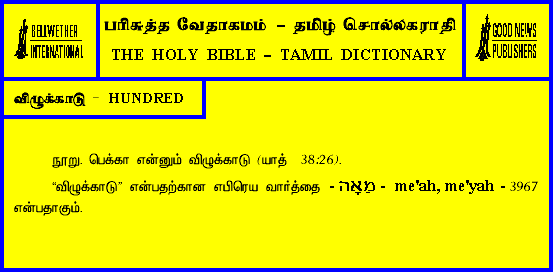 BELLWETHER
INTERNATIONAL
பரிசுத்த வேதாகமம் – தமிழ் சொல்லகராதி
THE HOLY BIBLE – TAMIL DICTIONARY
GOOD NEWS
PUBLISHERS
விழுக்காடு – HUNDRED
நூறு. பெக்கா என்னும் விழுக்காடு (யாத் 38:26).
“விழுக்காடு” என்பதற்கான எபிரெய வார்த்தை - מֵאָה - me'ah, me'yah - 3967
என்பதாகும்.